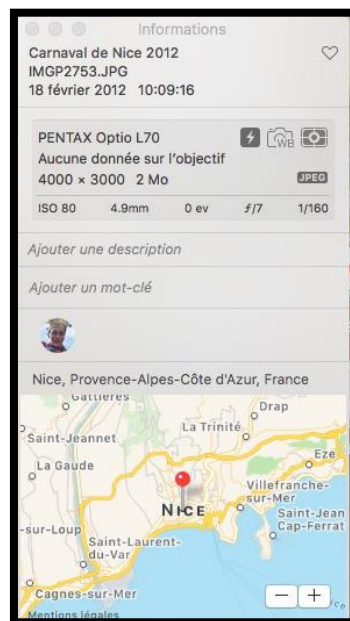 Informations
Carnaval de Nice 2012
IMGP2753.JPG
18 février 2012 10:09:16
PENTAX Optio L70
WB
Aucune donnée sur l'objectif
4000 × 3000 2 Mo
JPEG
ISO 80 4.9mm 0 ev ƒ/7 1/160
Ajouter une description
Ajouter un mot-clé
Nice, Provence-Alpes-Côte d'Azur, France
Gattières
Drap
La Trinité
Saint-Jeannet
Eze
La Gaude
Villefranche-
sur-Mer
NICE
Saint-Jean
Cap-Ferrat
-sur-Loup
Saint-Laurent-
du-Var
Cagnes-sur-Mer
− +
Mentions légales